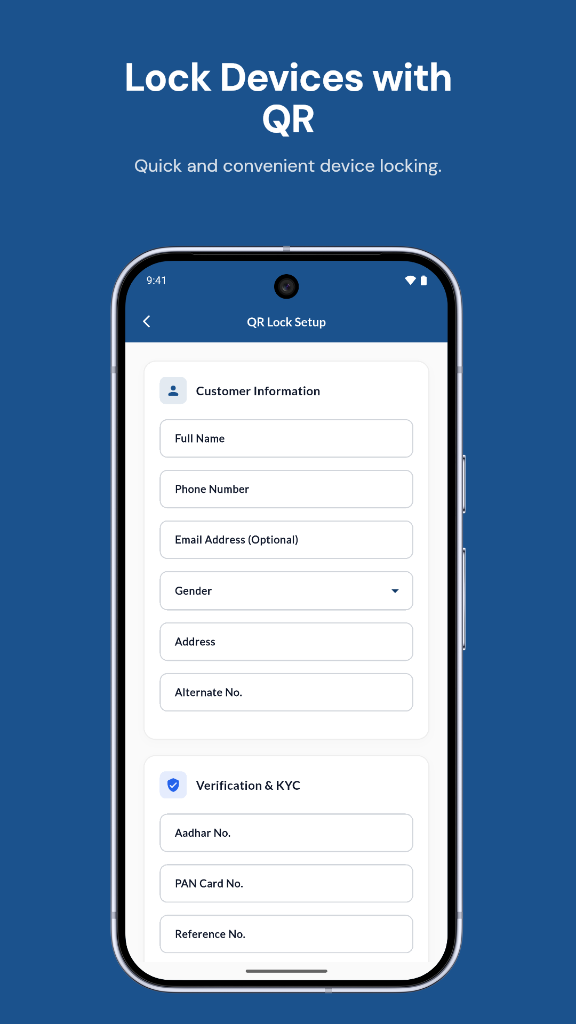 Lock Devices with
QR
Quick and convenient device locking.
9:41
QR Lock Setup
Customer Information
Full Name
Phone Number
Email Address (Optional)
Gender
Address
Alternate No.
Verification & KYC
Aadhar No.
PAN Card No.
Reference No.